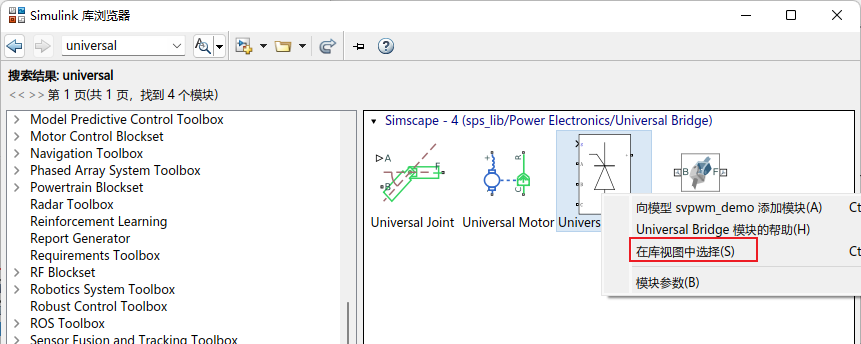 Simulink 库浏览器
universal
搜索结果: universal
<< >> 第 1 页(共 1 页，找到 4 个模块)
Model Predictive Control Toolbox
Motor Control Blockset
Navigation Toolbox
Phased Array System Toolbox
Powertrain Blockset
Radar Toolbox
Reinforcement Learning
Report Generator
Requirements Toolbox
RF Blockset
Robotics System Toolbox
Robust Control Toolbox
ROS Toolbox
Sensor Fusion and Tracking Toolbox
Simscape - 4 (sps_lib/Power Electronics/Universal Bridge)
A
B
F
R
C
B F
Universal Joint
Universal Motor
Univers
向模型 svpwm_demo 添加模块(A) Ct
Universal Bridge 模块的帮助(H)
在库视图中选择(S) Ct
模块参数(B)